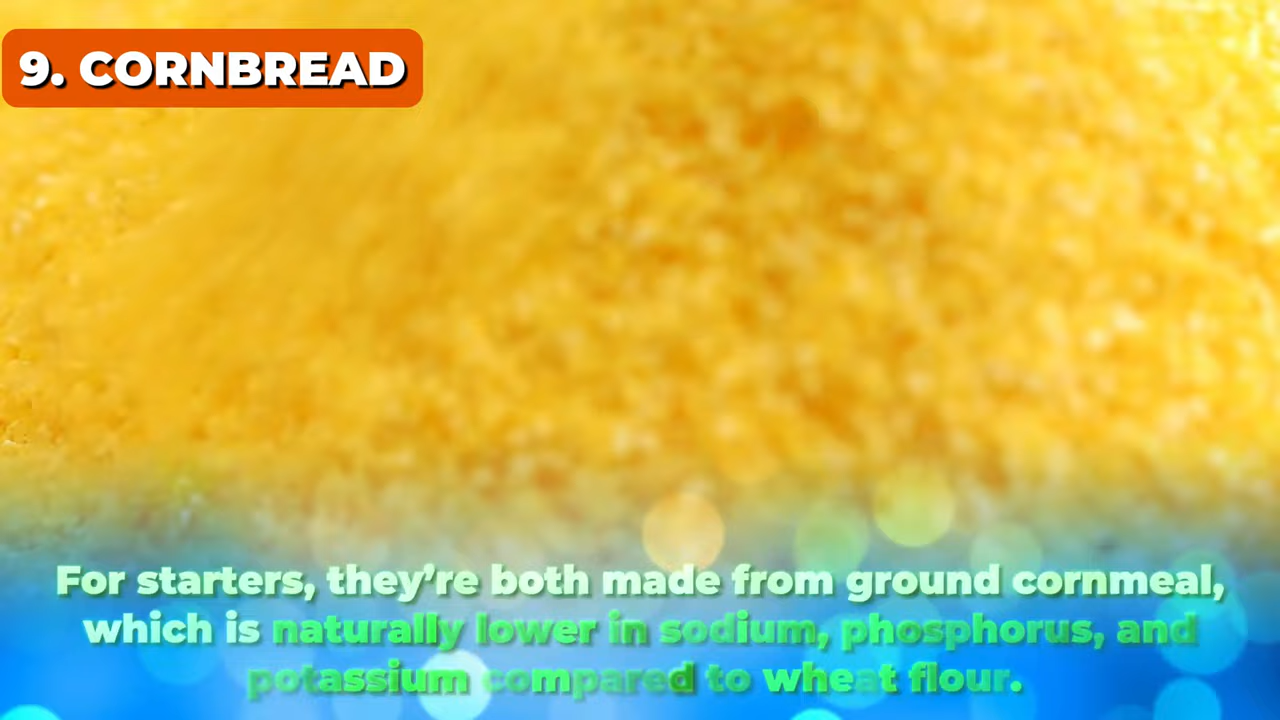 9. CORNBREAD
For starters, they're both made from ground cornmeal,
which is naturally lower in sodium, phosphorus, and
potassium compared to wheat flour.